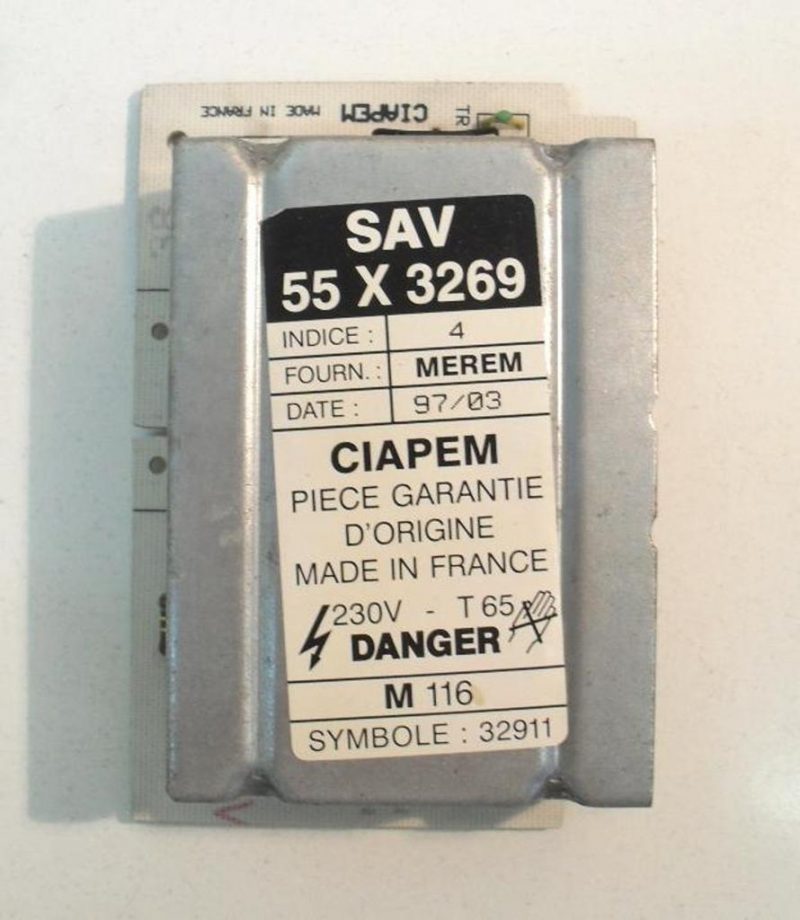 CIAPEM MADE IN FRANCE
TR
SAV
55 X 3269
INDICE : 4
FOURN. : MEREM
DATE : 97/03
CIAPEM
PIECE GARANTIE
D'ORIGINE
MADE IN FRANCE
230V - T 65
DANGER
M 116
SYMBOLE : 32911